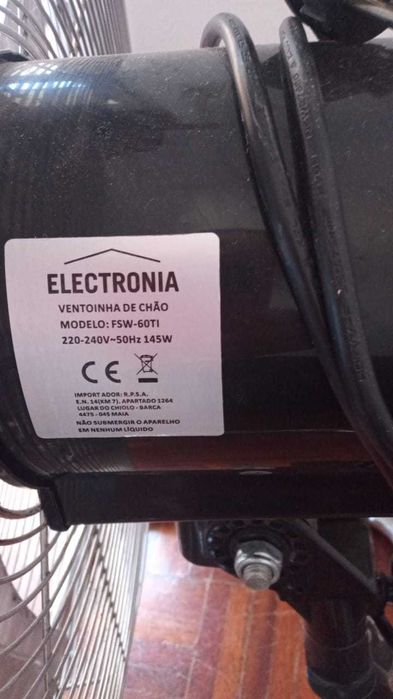 ELECTRONIA
VENTOINHA DE CHÃO
MODELO: FSW-60TI
220-240V~50Hz 145W
CE
IMPORTADOR: R.P.S.A.
E.N. 14(KM 7), APARTADO 1264
LUGAR DO CHIOLO - BARCA
4475 - 045 MAIA
NÃO SUBMERGIR O APARELHO
EM NENHUM LÍQUIDO